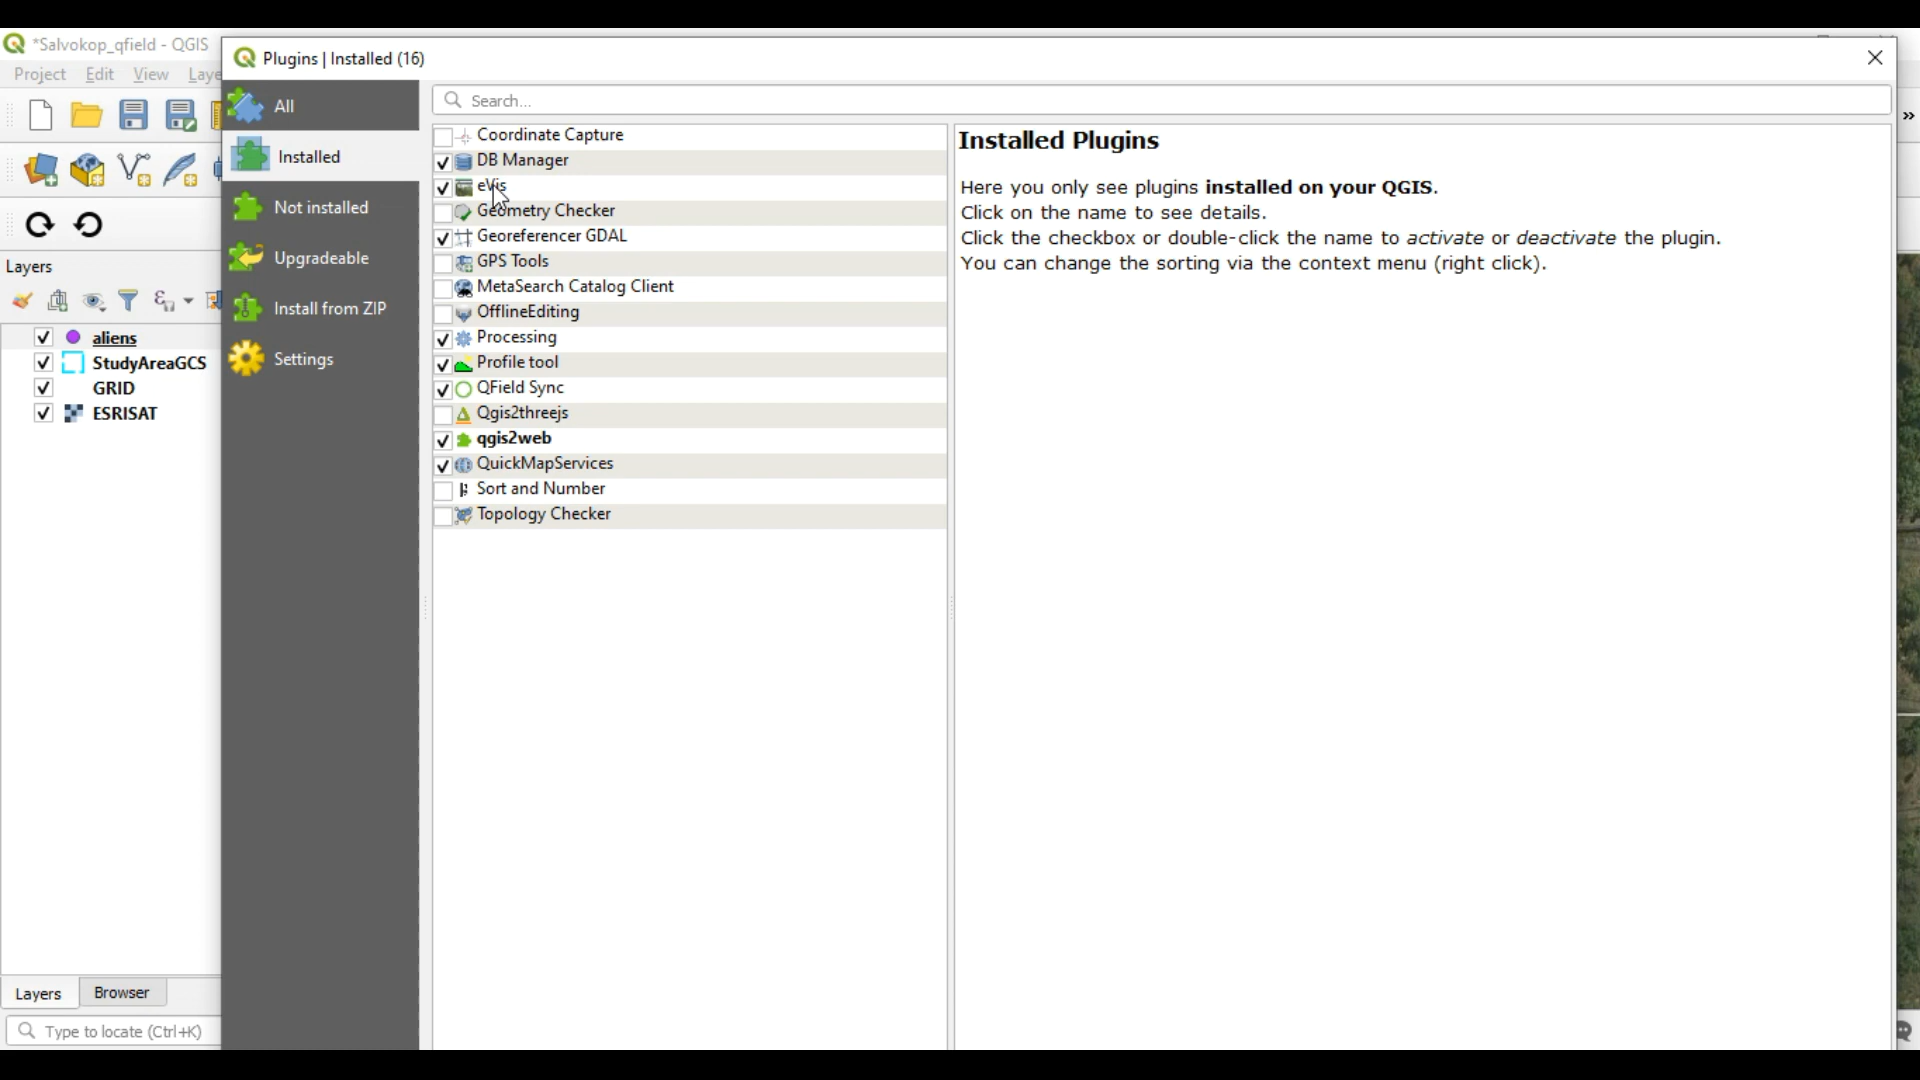 *Salvokop_qfield - QGIS
Project Edit View Laye
Plugins | Installed (16)
All
Installed
Not installed
Upgradeable
Install from ZIP
Settings
Search...
Coordinate Capture
DB Manager
eVis
Geometry Checker
Georeferencer GDAL
GPS Tools
MetaSearch Catalog Client
OfflineEditing
Processing
Profile tool
QField Sync
Qgis2threejs
qgis2web
QuickMapServices
Sort and Number
Topology Checker
Installed Plugins
Here you only see plugins installed on your QGIS.
Click on the name to see details.
Click the checkbox or double-click the name to activate or deactivate the plugin.
You can change the sorting via the context menu (right click).
Layers
aliens
StudyAreaGCS
GRID
ESRISAT
Layers
Browser
Type to locate (Ctrl+K)